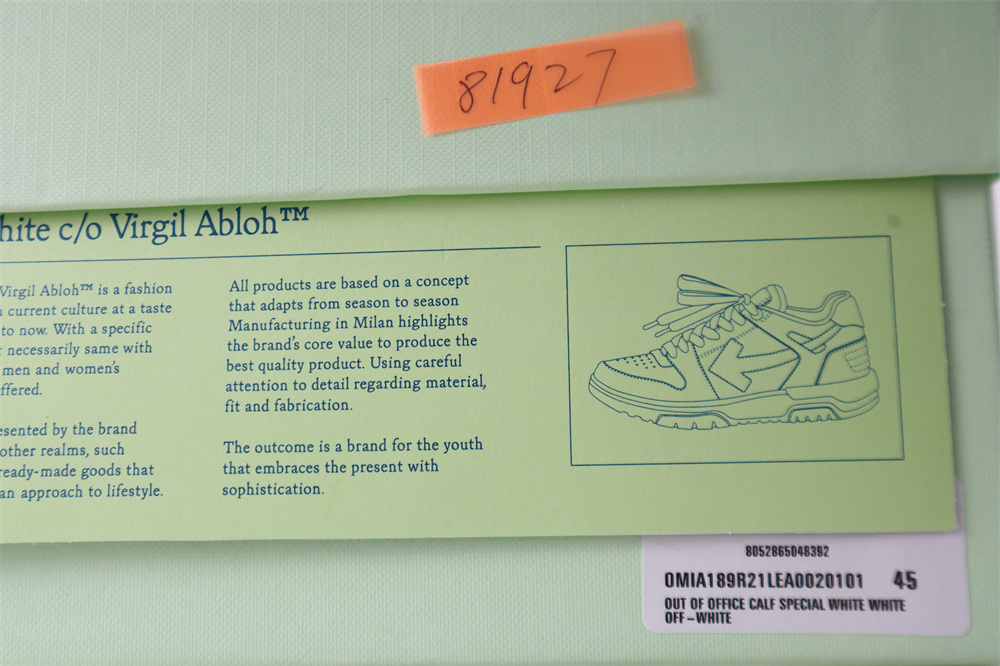 81927
hite c/o Virgil Abloh™
Virgil Abloh™ is a fashion
current culture at a taste
to now. With a specific
necessarily same with
men and women's
ffered.
esented by the brand
other realms, such
ready-made goods that
an approach to lifestyle.
All products are based on a concept
that adapts from season to season
Manufacturing in Milan highlights
the brand's core value to produce the
best quality product. Using careful
attention to detail regarding material,
fit and fabrication.
The outcome is a brand for the youth
that embraces the present with
sophistication.
8052865048392
OMIA189R21LEA0020101 45
OUT OF OFFICE CALF SPECIAL WHITE WHITE
OFF-WHITE